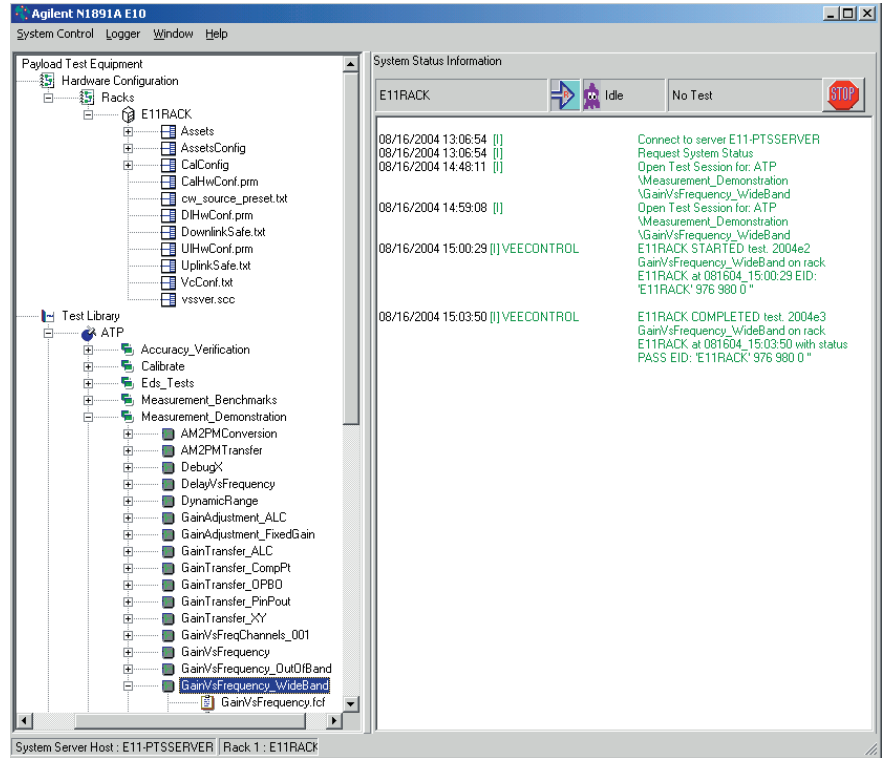 Agilent N1891A E10
System Control Logger Window Help
Payload Test Equipment
Hardware Configuration
Racks
E11RACK
Assets
AssetsConfig
CalConfig
CalHwConf.prm
cw_source_preset.txt
DlHwConf.prm
DownlinkSafe.txt
UlHwConf.prm
UplinkSafe.txt
VcConf.txt
vssver.scc
Test Library
ATP
Accuracy_Verification
Calibrate
Eds_Tests
Measurement_Benchmarks
Measurement_Demonstration
AM2PMConversion
AM2PMTransfer
DebugX
DelayVsFrequency
DynamicRange
GainAdjustment_ALC
GainAdjustment_FixedGain
GainTransfer_ALC
GainTransfer_CompPt
GainTransfer_OPBO
GainTransfer_PinPout
GainTransfer_XY
GainVsFreqChannels_001
GainVsFrequency
GainVsFrequency_OutOfBand
GainVsFrequency_WideBand
GainVsFrequency.fcf
System Status Information
E11RACK Idle No Test STOP
08/16/2004 13:06:54 [I] Connect to server E11-PTSSERVER
08/16/2004 13:06:54 [I] Request System Status
08/16/2004 14:48:11 [I] Open Test Session for: ATP
\Measurement_Demonstration
\GainVsFrequency_WideBand
08/16/2004 14:59:08 [I] Open Test Session for: ATP
\Measurement_Demonstration
\GainVsFrequency_WideBand
08/16/2004 15:00:29 [I] VEECONTROL E11RACK STARTED test. 2004e2
GainVsFrequency_WideBand on rack
E11RACK at 081604_15:00:29 EID:
'E11RACK' 976 980 0 "
08/16/2004 15:03:50 [I] VEECONTROL E11RACK COMPLETED test. 2004e3
GainVsFrequency_WideBand on rack
E11RACK at 081604_15:03:50 with status
PASS EID: 'E11RACK' 976 980 0 "
System Server Host : E11-PTSSERVER Rack 1 : E11RACK